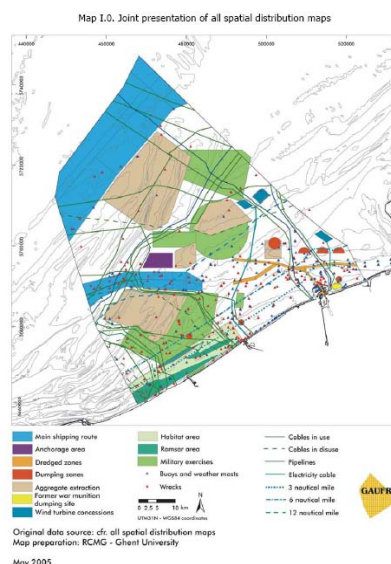 Map I.0. Joint presentation of all spatial distribution maps
440000 460000 480000 500000 520000
5740000
5720000
5700000
Main shipping route
Anchorage area
Dredged zones
Dumping zones
Aggregate extraction
Former war munition
dumping site
Wind turbine concessions
Habitat area
Ramsar area
Military exercises
Buoys and weather masts
Wrecks
0 2.5 5 10 km
N
UTM31N - WGS84 coordinates
Cables in use
Cables in disuse
Pipelines
Electricity cable
3 nautical mile
6 nautical mile
12 nautical mile
GAUFRE
Original data source: cfr. all spatial distribution maps
Map preparation: RCMG - Ghent University
May 2005